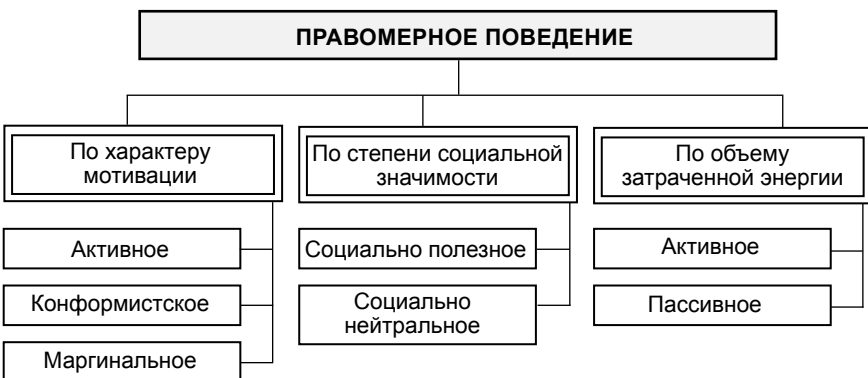 ПРАВОМЕРНОЕ ПОВЕДЕНИЕ
По характеру
мотивации
Активное
Конформистское
Маргинальное
По степени социальной
значимости
Социально полезное
Социально
нейтральное
По объему
затраченной энергии
Активное
Пассивное